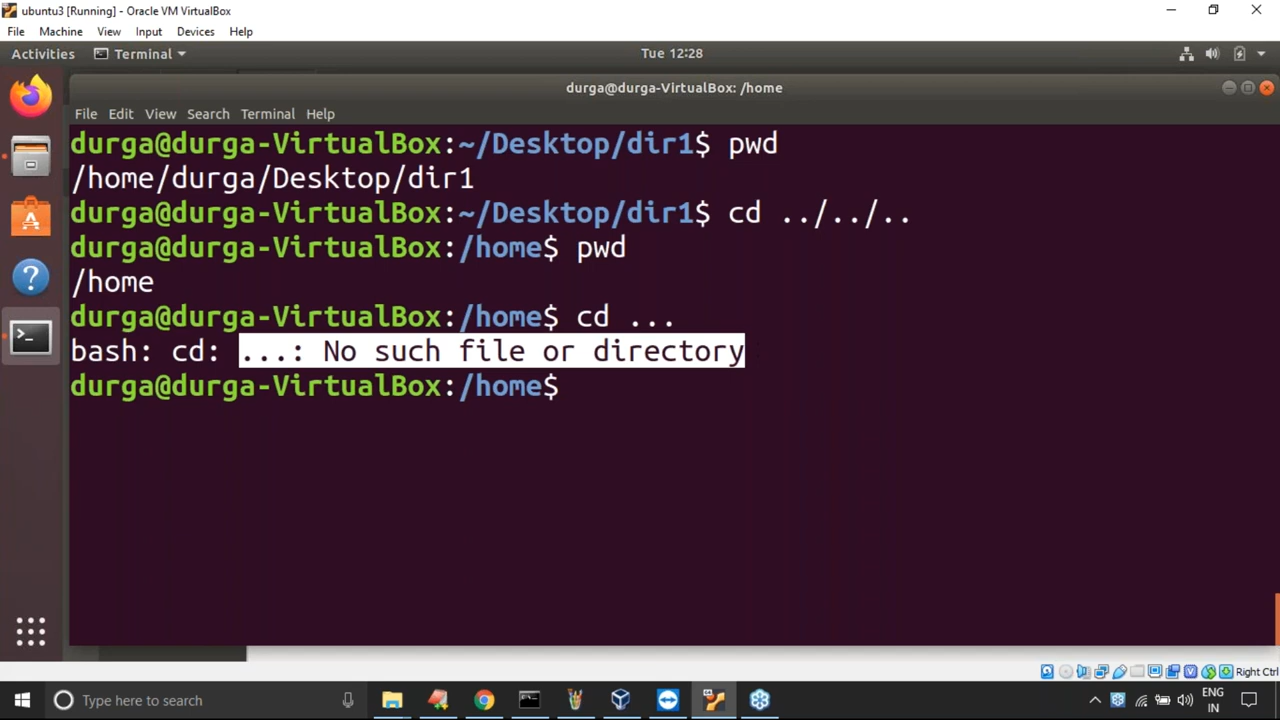 ubuntu3 [Running] - Oracle VM VirtualBox
File Machine View Input Devices Help
Activities Terminal Tue 12:28
durga@durga-VirtualBox: /home
File Edit View Search Terminal Help
durga@durga-VirtualBox:~/Desktop/dir1$ pwd
/home/durga/Desktop/dir1
durga@durga-VirtualBox:~/Desktop/dir1$ cd ../../..
durga@durga-VirtualBox:/home$ pwd
/home
durga@durga-VirtualBox:/home$ cd ...
bash: cd: ...: No such file or directory
durga@durga-VirtualBox:/home$
Right Ctrl
Type here to search
ENG
IN